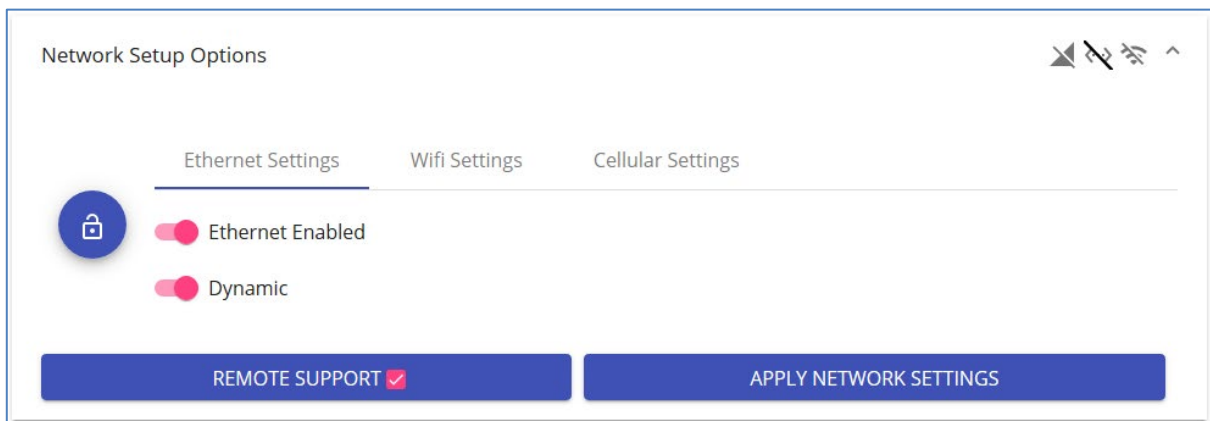 Network Setup Options
Ethernet Settings Wifi Settings Cellular Settings
Ethernet Enabled
Dynamic
REMOTE SUPPORT APPLY NETWORK SETTINGS